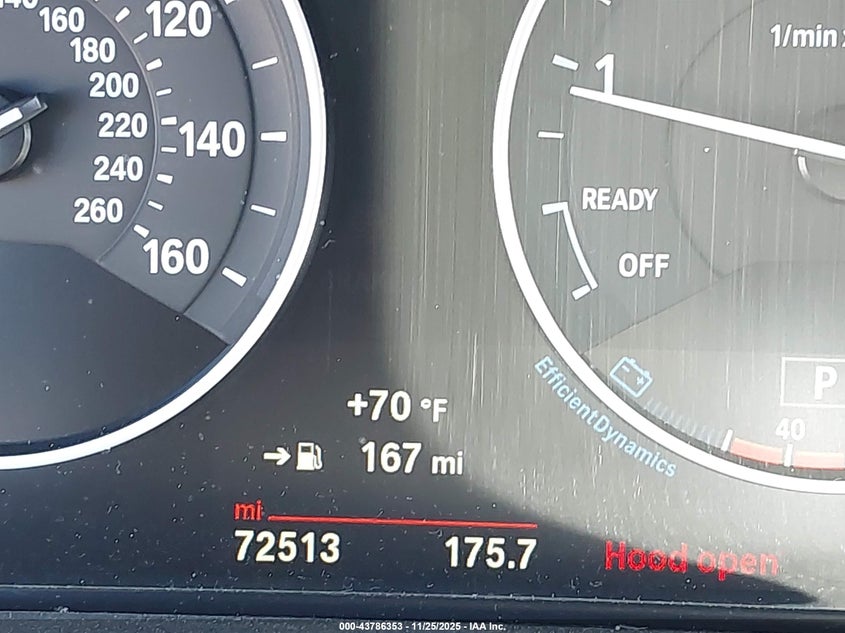 120
140
160
160
180
200
220
240
260
1/min
1
READY
OFF
EfficientDynamics
P
40
+70 °F
167 mi
mi
72513 175.7
Hood open
000-43786353 - 11/25/2025 - IAA Inc.